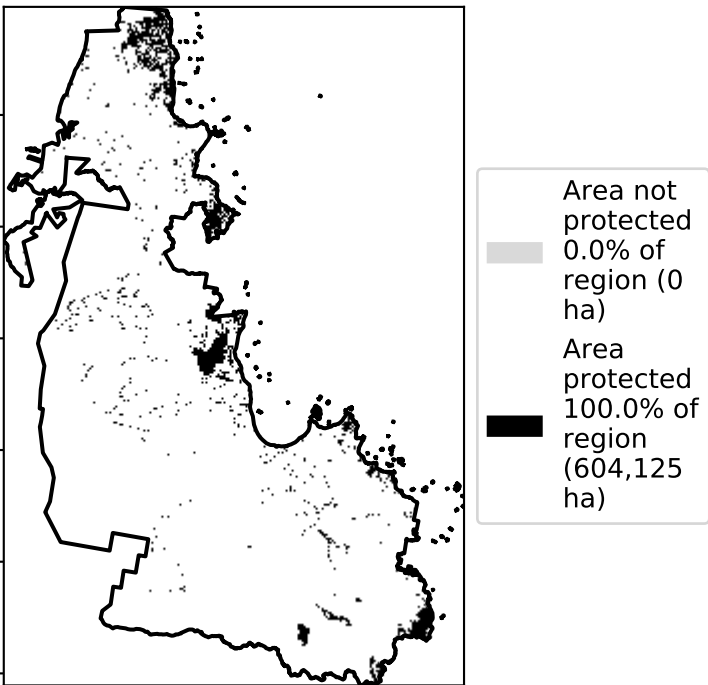 Area not
protected
0.0% of
region (0
ha)
Area
protected
100.0% of
region
(604,125
ha)